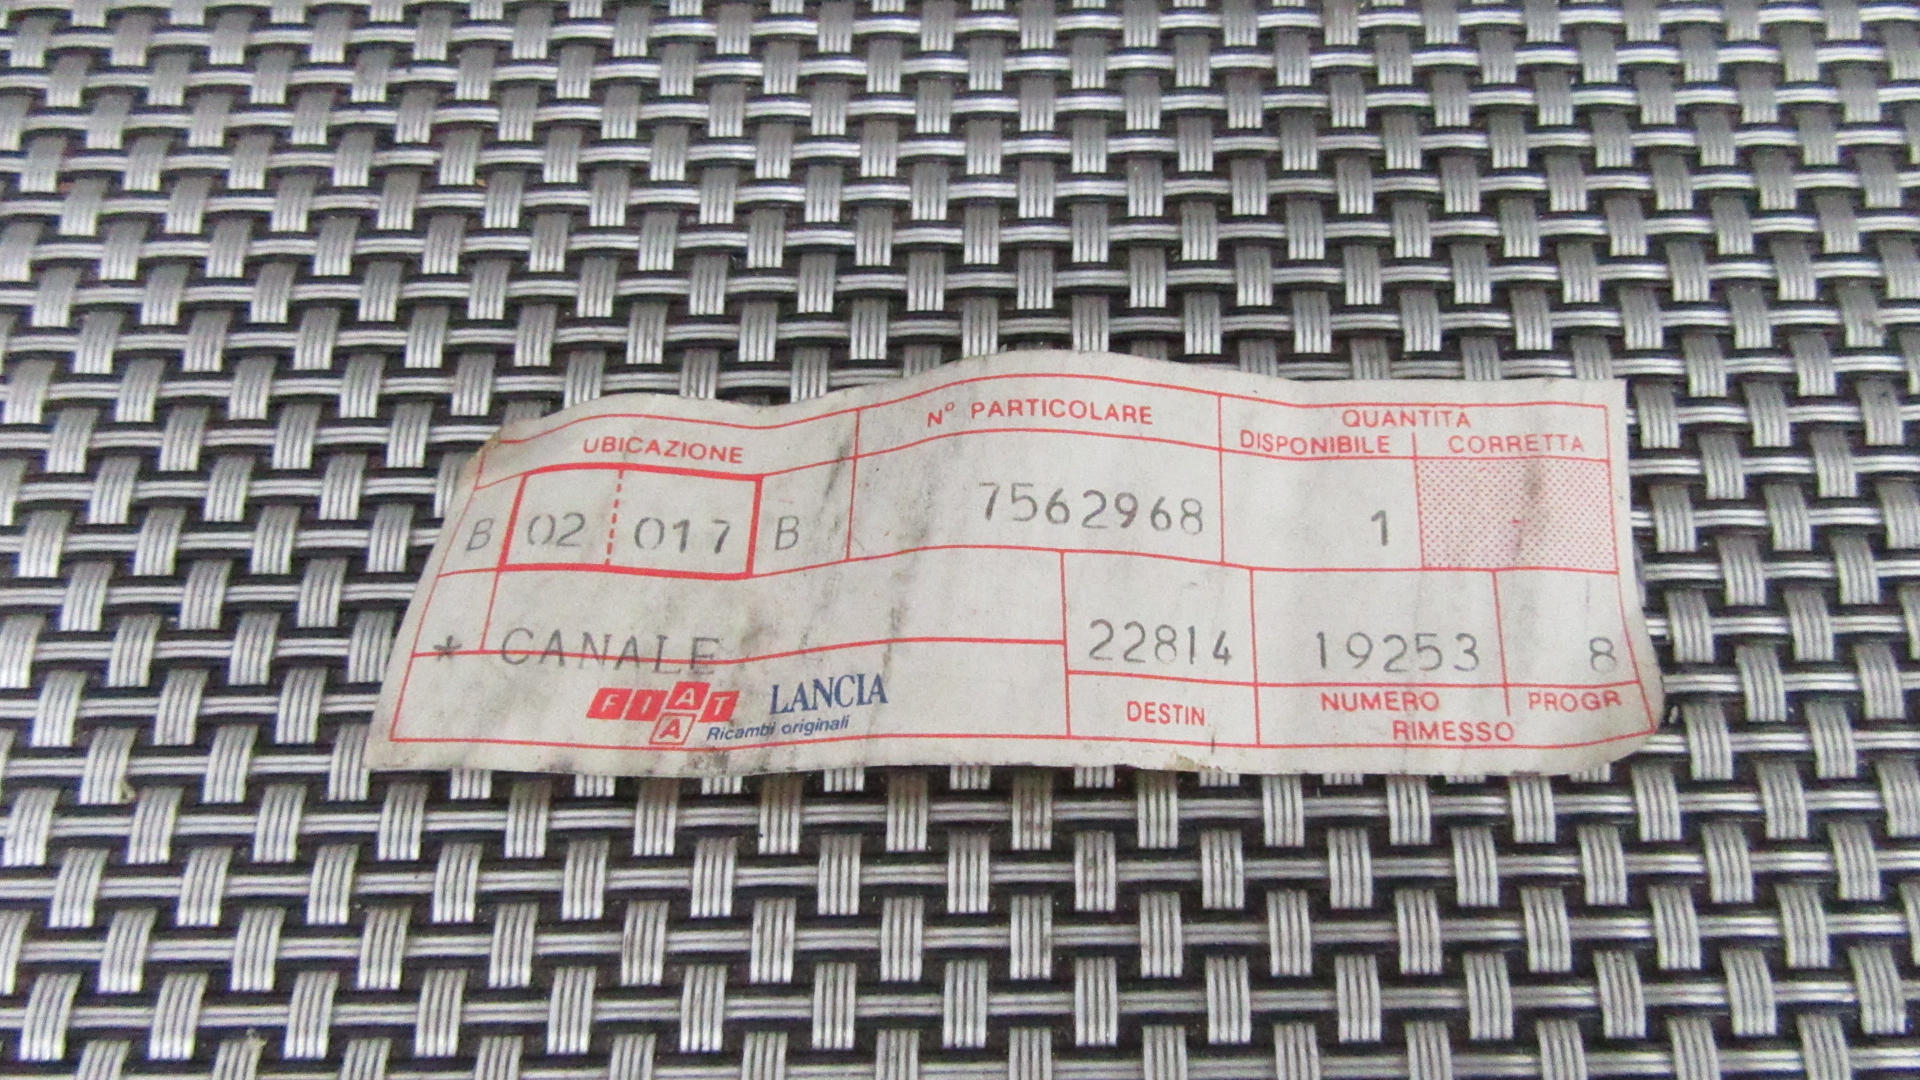 UBICAZIONE N° PARTICOLARE QUANTITA
DISPONIBILE CORRETTA
B 02 017 B 7562968 1
* CANALE 22814 19253 8
FIAT LANCIA
A Ricambi originali
DESTIN. NUMERO PROGR
RIMESSO